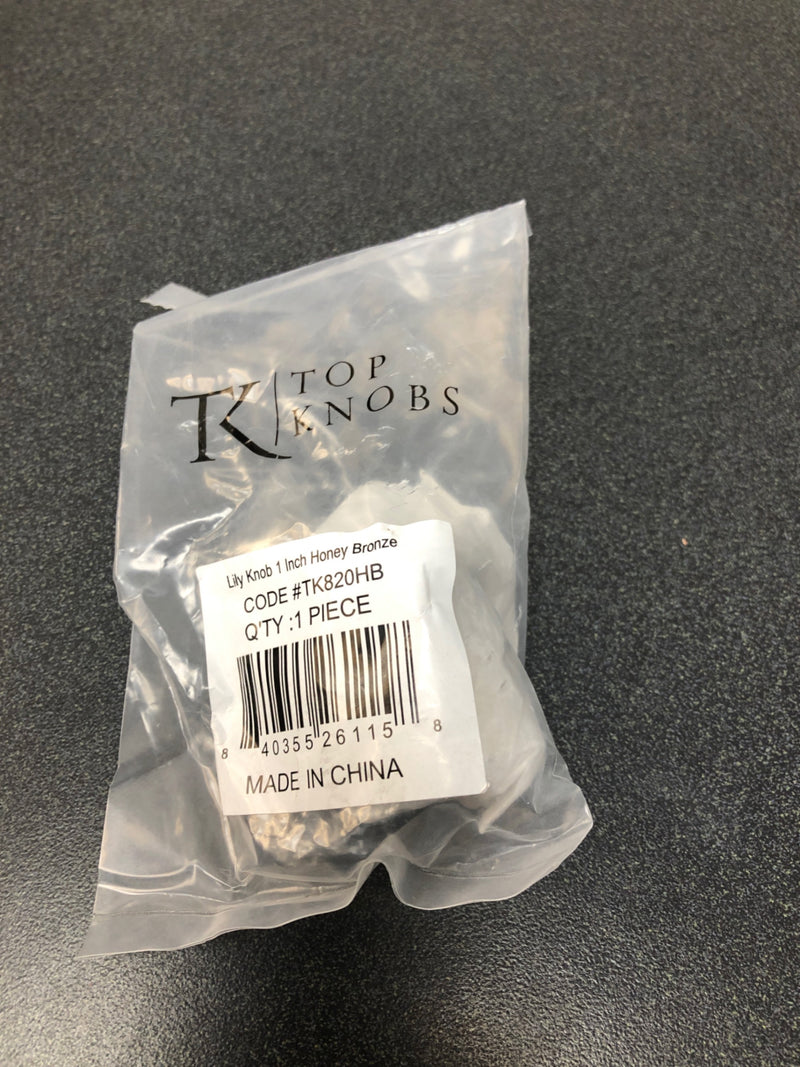 TK TOP
KNOBS
Lily Knob 1 Inch Honey Bronze
CODE #TK820HB
Q'TY :1 PIECE
8 40355 26115 8
MADE IN CHINA